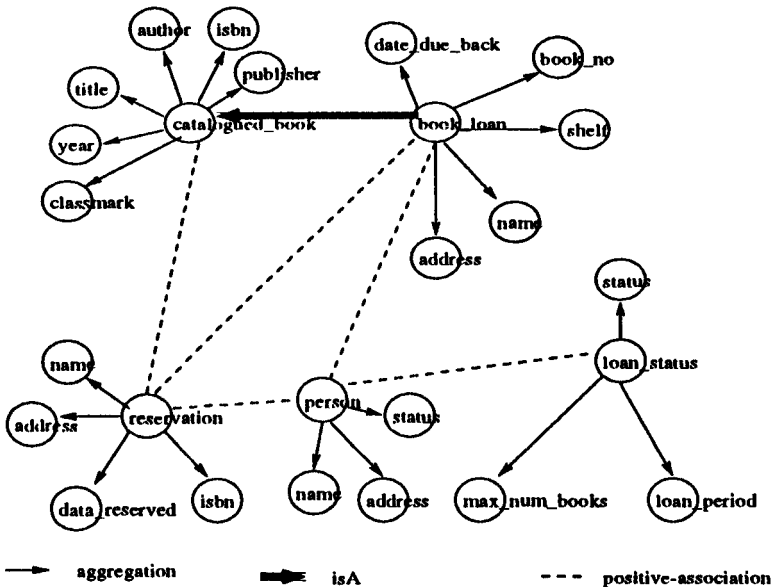 author
isbn
date_due_back
book_no
publisher
title
catalogued_book
book_loan
shelf
year
classmark
name
address
status
name
loan_status
person
status
address
reservation
data_reserved
isbn
name
address
max_num_books
loan_period
aggregation
isA
positive-association